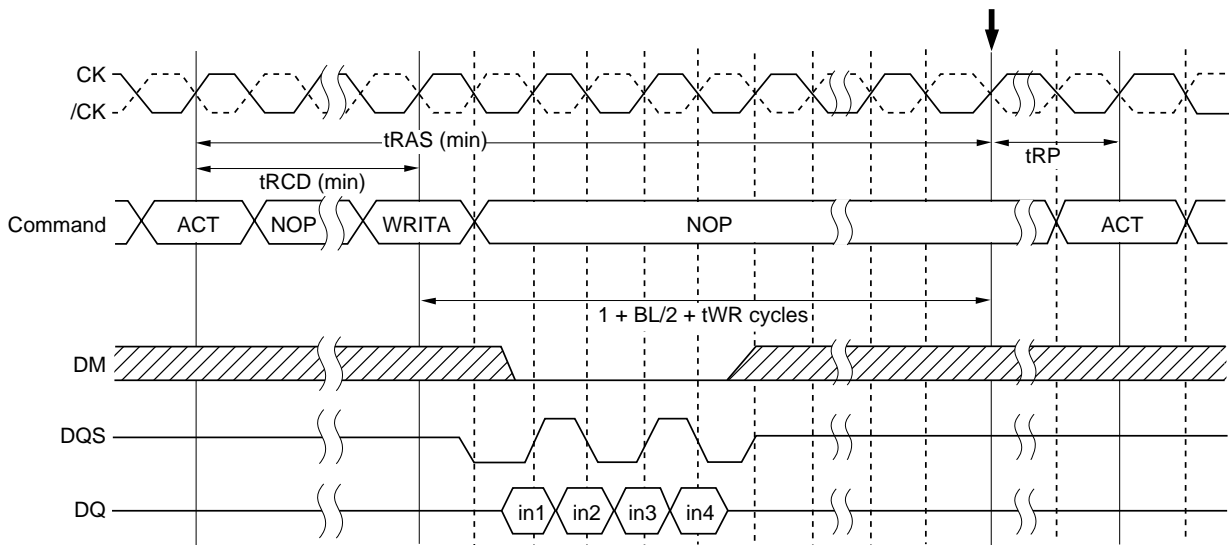 CK
/CK
tRAS (min)
tRP
tRCD (min)
Command ACT NOP WRITA NOP ACT
1 + BL/2 + tWR cycles
DM
DQS
DQ in1 in2 in3 in4